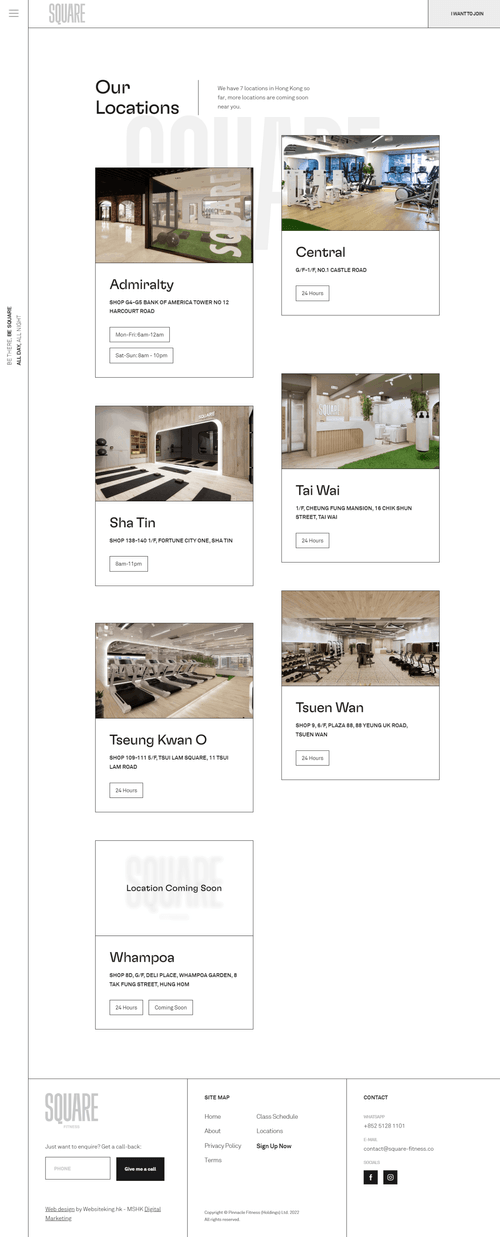 SQUARE
I WANT TO JOIN
BE THERE, BE SQUARE
ALL DAY, ALL NIGHT
Our
Locations
We have 7 locations in Hong Kong so
far, more locations are coming soon
near you.
SQUARE
SQUARE
Admiralty
SHOP G4-G5 BANK OF AMERICA TOWER NO 12
HARCOURT ROAD
Mon-Fri: 6am-12am
Sat-Sun: 8am - 10pm
Central
G/F-1/F, NO.1 CASTLE ROAD
24 Hours
SQUARE
Sha Tin
SHOP 138-140 1/F, FORTUNE CITY ONE, SHA TIN
8am-11pm
SQUARE
Tai Wai
1/F, CHEUNG FUNG MANSION, 16 CHIK SHUN
STREET, TAI WAI
24 Hours
Tseung Kwan O
SHOP 109-111 5/F, TSUI LAM SQUARE, 11 TSUI
LAM ROAD
24 Hours
Tsuen Wan
SHOP 9, 6/F, PLAZA 88, 88 YEUNG UK ROAD,
TSUEN WAN
24 Hours
SQUARE
Location Coming Soon
Whampoa
SHOP 8D, G/F, DELI PLACE, WHAMPOA GARDEN, 8
TAK FUNG STREET, HUNG HOM
24 Hours
Coming Soon
SQUARE
FITNESS
Just want to enquire? Get a call-back:
PHONE
Give me a call
Web design by Websiteking.hk - MSHK Digital
Marketing
SITE MAP
Home
About
Privacy Policy
Terms
Class Schedule
Locations
Sign Up Now
Copyright © Pinnacle Fitness (Holdings) Ltd. 2022
All rights reserved.
CONTACT
WHATSAPP
+852 5128 1101
E-MAIL
contact@square-fitness.co
SOCIALS